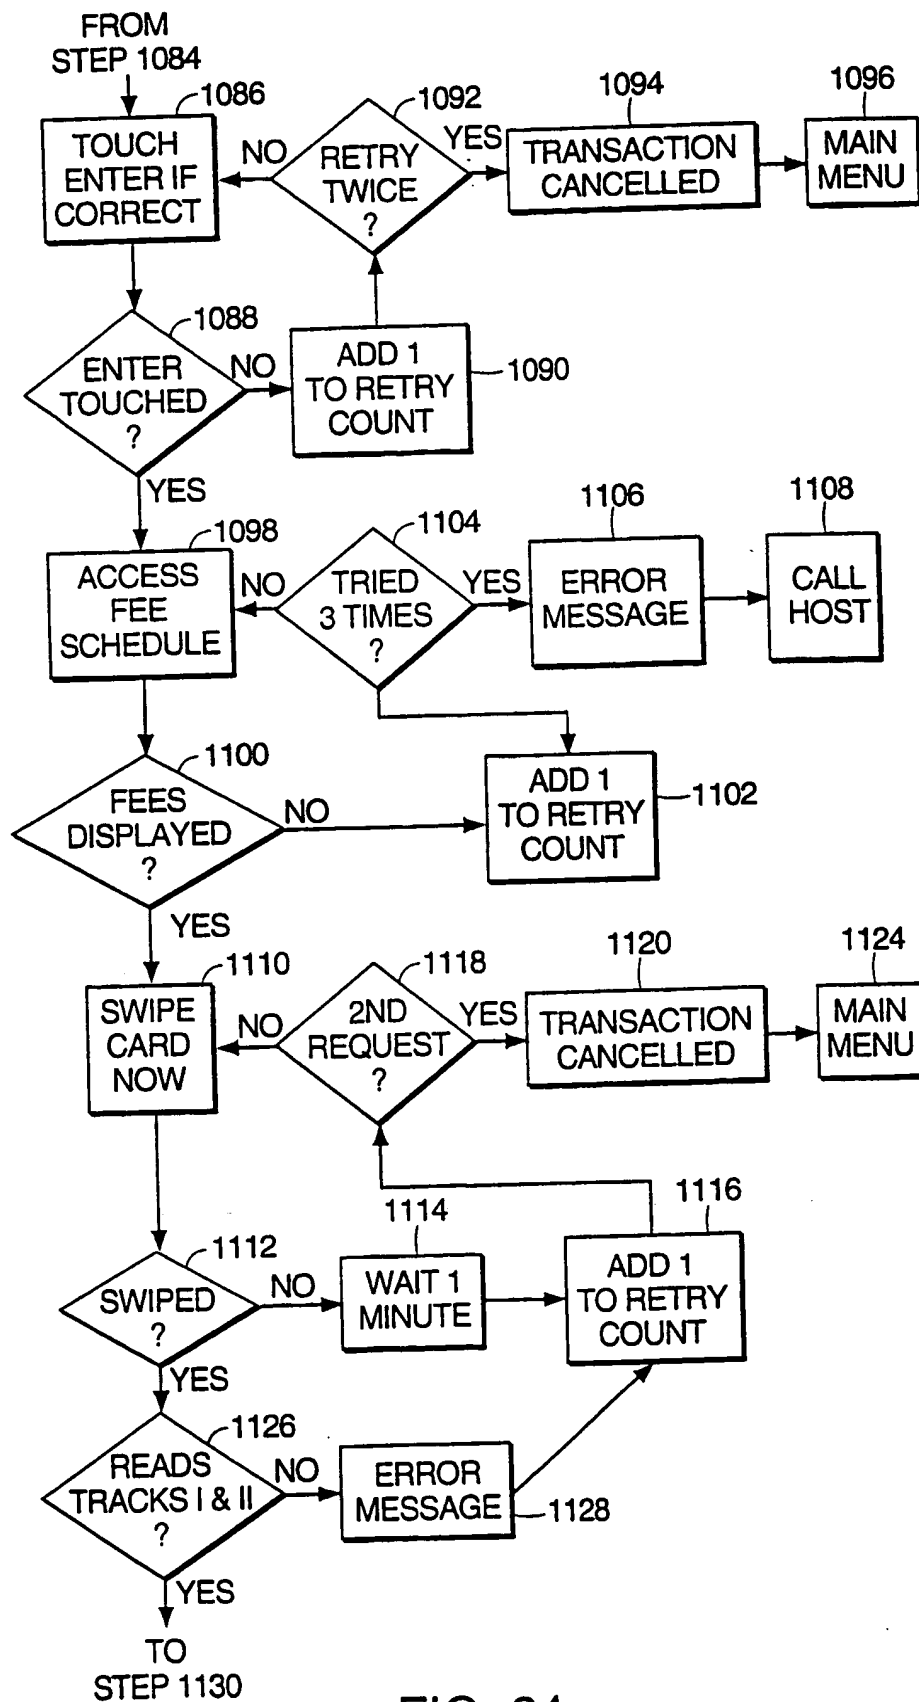 FROM
STEP 1084
1086
TOUCH
ENTER IF
CORRECT
NO
1092
RETRY
TWICE
?
YES
1094
TRANSACTION
CANCELLED
1096
MAIN
MENU
1088
ENTER
TOUCHED
?
NO
ADD 1
TO RETRY
COUNT
1090
YES
1098
ACCESS
FEE
SCHEDULE
NO
1104
TRIED
3 TIMES
?
YES
1106
ERROR
MESSAGE
1108
CALL
HOST
1100
FEES
DISPLAYED
?
NO
ADD 1
TO RETRY
COUNT
1102
YES
1110
SWIPE
CARD
NOW
NO
1118
2ND
REQUEST
?
YES
1120
TRANSACTION
CANCELLED
1124
MAIN
MENU
1112
SWIPED
?
NO
1114
WAIT 1
MINUTE
1116
ADD 1
TO RETRY
COUNT
YES
1126
READS
TRACKS I & II
?
NO
ERROR
MESSAGE
1128
YES
TO
STEP 1130